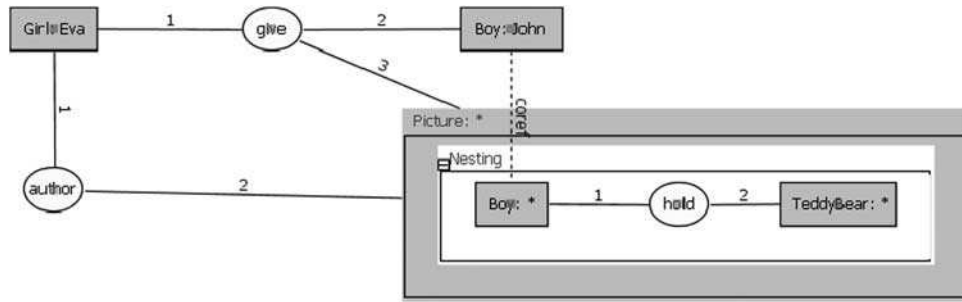 1
2
Girl: Eva
give
Boy: John
3
1
coref
Picture: *
Nesting
author
2
Boy: *
1
hold
2
TeddyBear: *